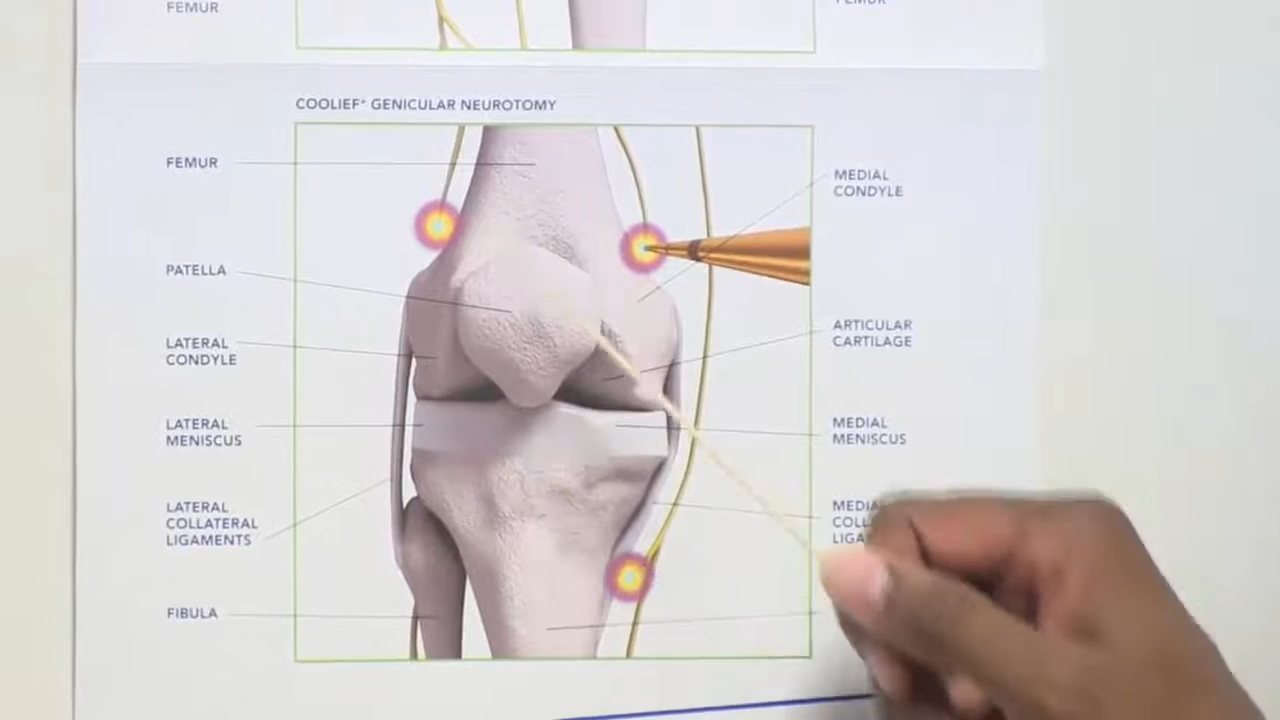 FEMUR
FEMUR
COOLIEF* GENICULAR NEUROTOMY
FEMUR
PATELLA
LATERAL
CONDYLE
LATERAL
MENISCUS
LATERAL
COLLATERAL
LIGAMENTS
FIBULA
MEDIAL
CONDYLE
ARTICULAR
CARTILAGE
MEDIAL
MENISCUS